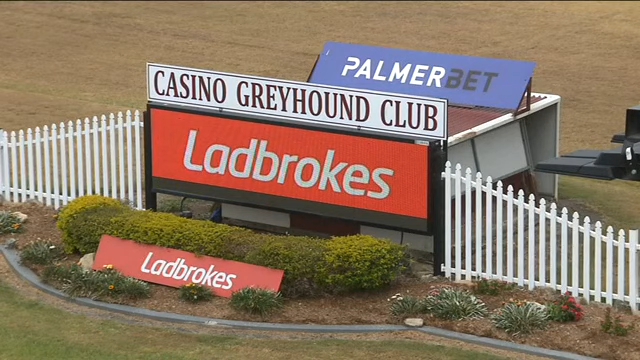 PALMERBET
CASINO GREYHOUND CLUB
Ladbrokes
Ladbrokes